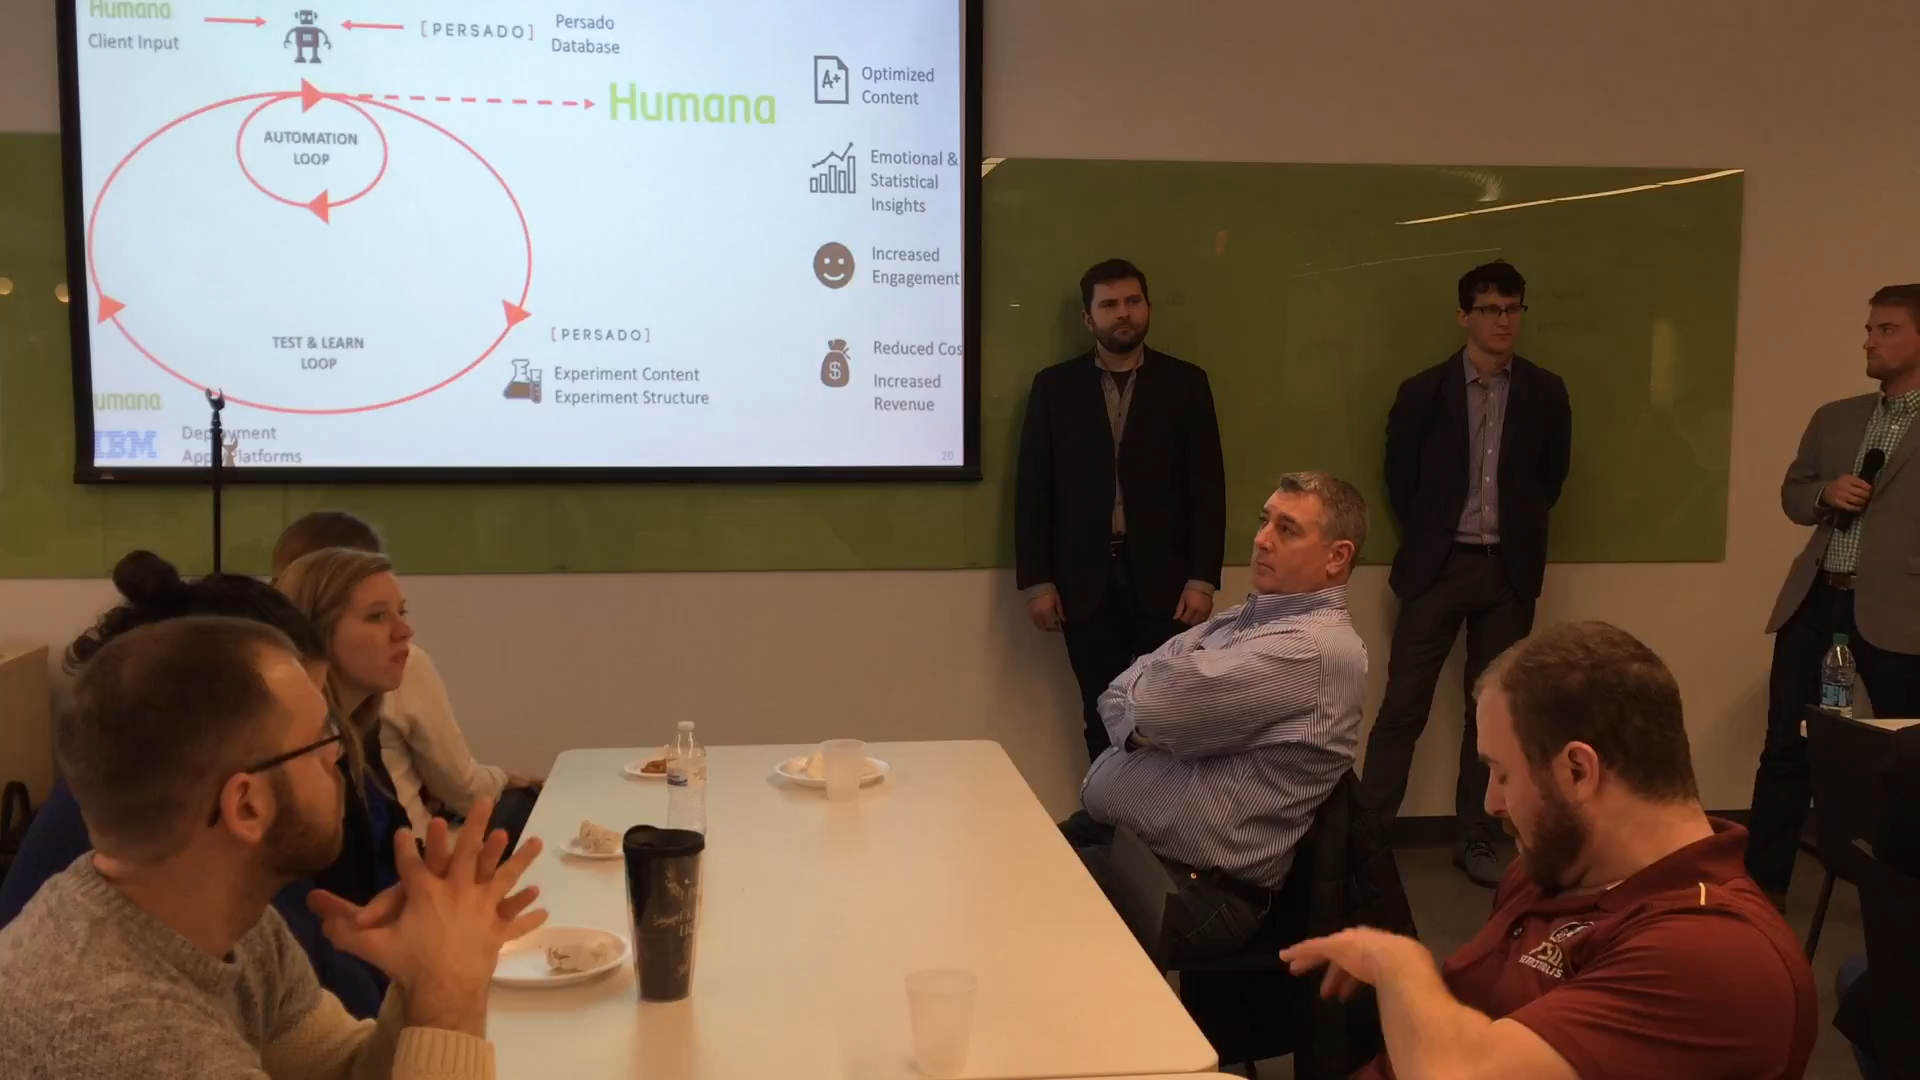 Humana
Client Input
[PERSADO]
Persado
Database
Humana
AUTOMATION
LOOP
A+
Optimized
Content
Emotional &
Statistical
Insights
Increased
Engagement
TEST & LEARN
LOOP
[PERSADO]
Experiment Content
Experiment Structure
$
Reduced Cos
Increased
Revenue
umana
IBM
Deployment
Platforms
20
FSU